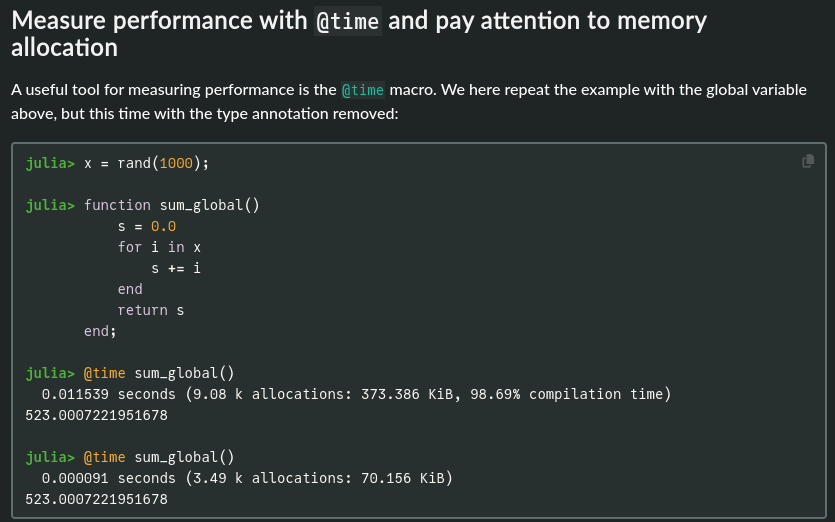 Measure performance with @time and pay attention to memory
allocation
A useful tool for measuring performance is the @time macro. We here repeat the example with the global variable
above, but this time with the type annotation removed:
julia> x = rand(1000);
julia> function sum_global()
           s = 0.0
           for i in x
               s += i
           end
           return s
       end;
julia> @time sum_global()
  0.011539 seconds (9.08 k allocations: 373.386 KiB, 98.69% compilation time)
523.0007221951678
julia> @time sum_global()
  0.000091 seconds (3.49 k allocations: 70.156 KiB)
523.0007221951678